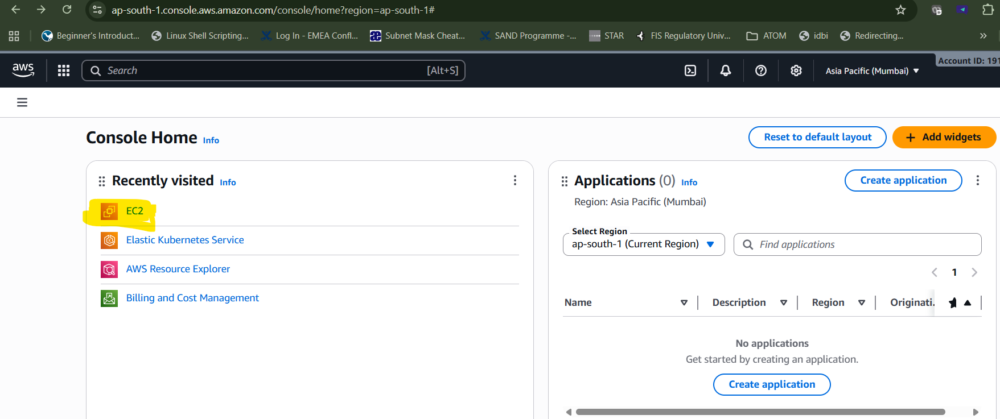 ap-south-1.console.aws.amazon.com/console/home?region=ap-south-1#
Beginner's Introduct... Linux Shell Scripting... Log In - EMEA Confl... Subnet Mask Cheat... SAND Programme -... STAR FIS Regulatory Univ... ATOM idbi Redirecting...
aws Search [Alt+S] Asia Pacific (Mumbai) Account ID: 191
Console Home Info Reset to default layout + Add widgets
Recently visited Info
EC2
Elastic Kubernetes Service
AWS Resource Explorer
Billing and Cost Management
Applications (0) Info Create application
Region: Asia Pacific (Mumbai)
Select Region
ap-south-1 (Current Region) Find applications
1
Name Description Region Originati.
No applications
Get started by creating an application.
Create application